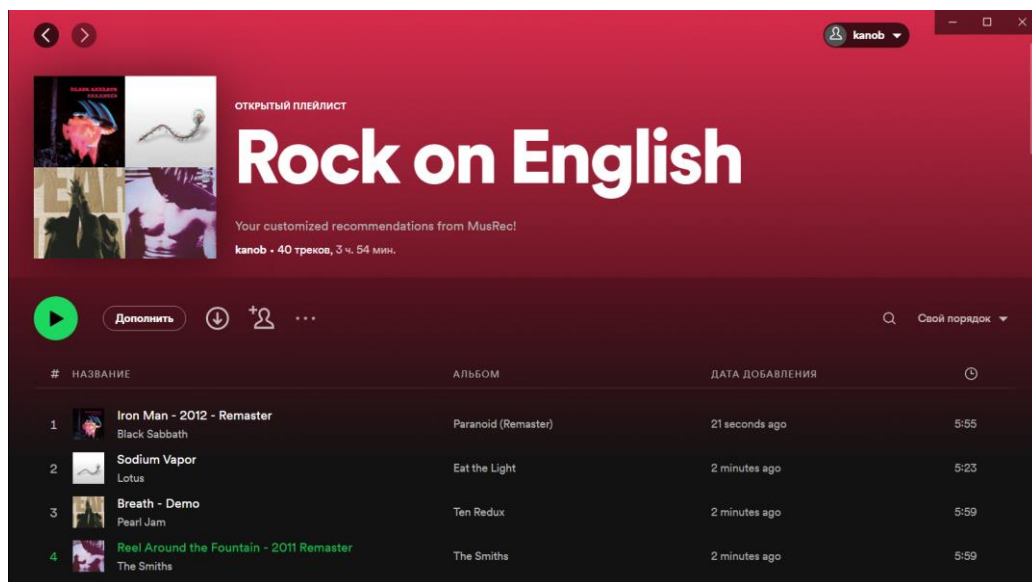 kanob
ОТКРЫТЫЙ ПЛЕЙЛИСТ
Rock on English
Your customized recommendations from MusRec!
kanob • 40 треков, 3 ч. 54 мин.
Дополнить
Свой порядок
# НАЗВАНИЕ АЛЬБОМ ДАТА ДОБАВЛЕНИЯ
1 Iron Man - 2012 - Remaster Paranoid (Remaster) 21 seconds ago 5:55
Black Sabbath
2 Sodium Vapor Eat the Light 2 minutes ago 5:23
Lotus
3 Breath - Demo Ten Redux 2 minutes ago 5:59
Pearl Jam
4 Reel Around the Fountain - 2011 Remaster The Smiths 2 minutes ago 5:59
The Smiths